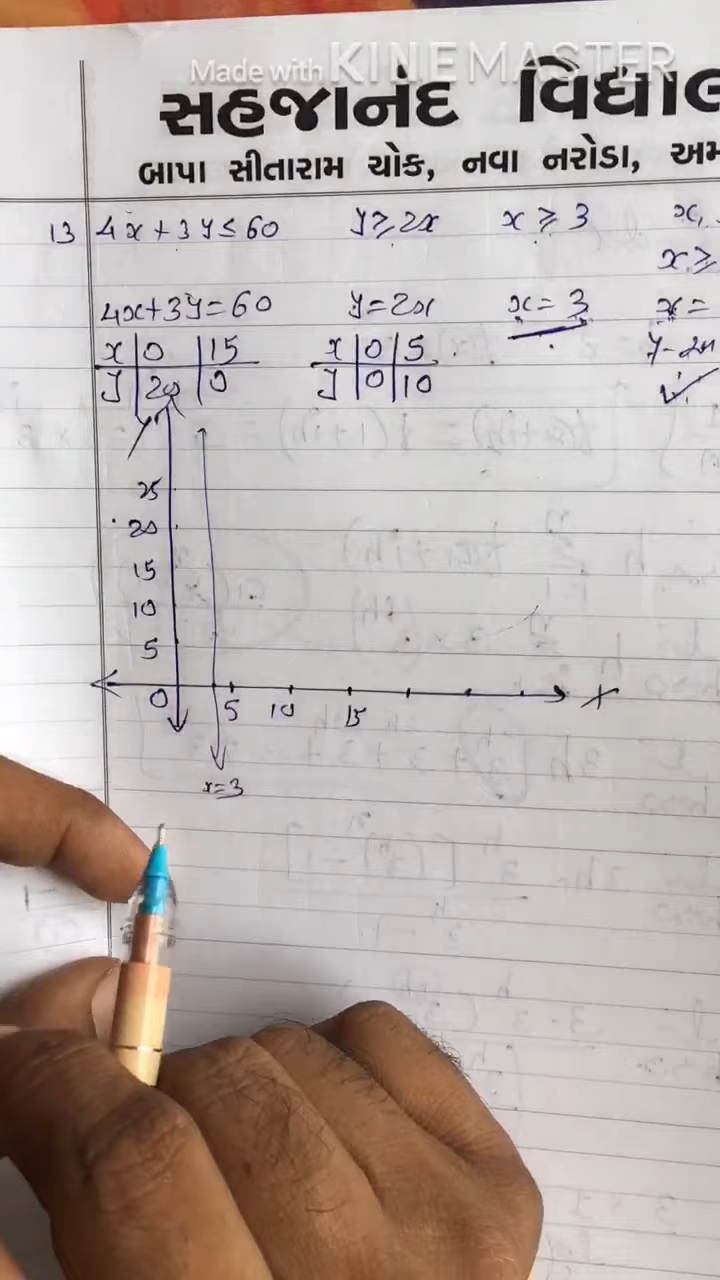 Made with KINEMASTER
સહજાનંદ વિદ્યાલ
બાપા સીતારામ ચોક, નવા નરોડા, અમ
13 4x + 3y ≤ 60 y ≥ 2x x ≥ 3 x,
x ≥
4x+3y=60 y=2x x=3 x=
x 0 15 x 0 5
y 20 0 y 0 10
25
20
15
10
5
0 5 10 15 x
x=3